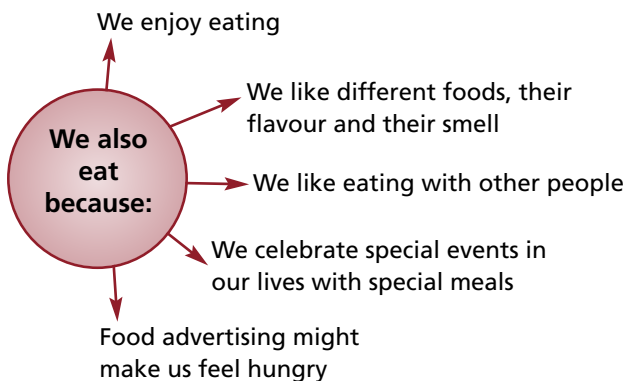 We enjoy eating
We like different foods, their
flavour and their smell
We also
eat
because:
We like eating with other people
We celebrate special events in
our lives with special meals
Food advertising might
make us feel hungry